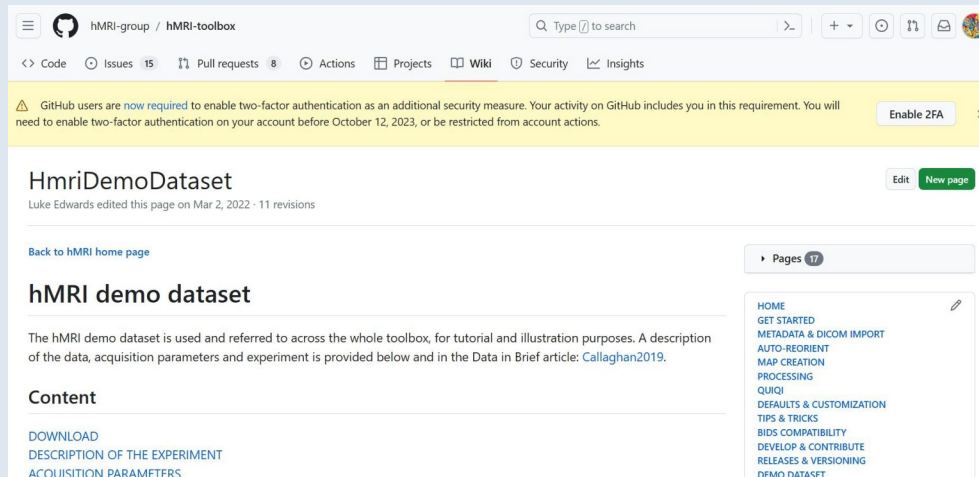 hMRI-group / hMRI-toolbox
Type / to search
<> Code Issues 15 Pull requests 8 Actions Projects Wiki Security Insights
GitHub users are now required to enable two-factor authentication as an additional security measure. Your activity on GitHub includes you in this requirement. You will
need to enable two-factor authentication on your account before October 12, 2023, or be restricted from account actions.
Enable 2FA
HmriDemoDataset
Edit New page
Luke Edwards edited this page on Mar 2, 2022 · 11 revisions
Back to hMRI home page
hMRI demo dataset
The hMRI demo dataset is used and referred to across the whole toolbox, for tutorial and illustration purposes. A description
of the data, acquisition parameters and experiment is provided below and in the Data in Brief article: Callaghan2019.
Content
DOWNLOAD
DESCRIPTION OF THE EXPERIMENT
ACQUISITION PARAMETERS
Pages 17
HOME
GET STARTED
METADATA & DICOM IMPORT
AUTO-REORIENT
MAP CREATION
PROCESSING
QUIQI
DEFAULTS & CUSTOMIZATION
TIPS & TRICKS
BIDS COMPATIBILITY
DEVELOP & CONTRIBUTE
RELEASES & VERSIONING
DEMO DATASET